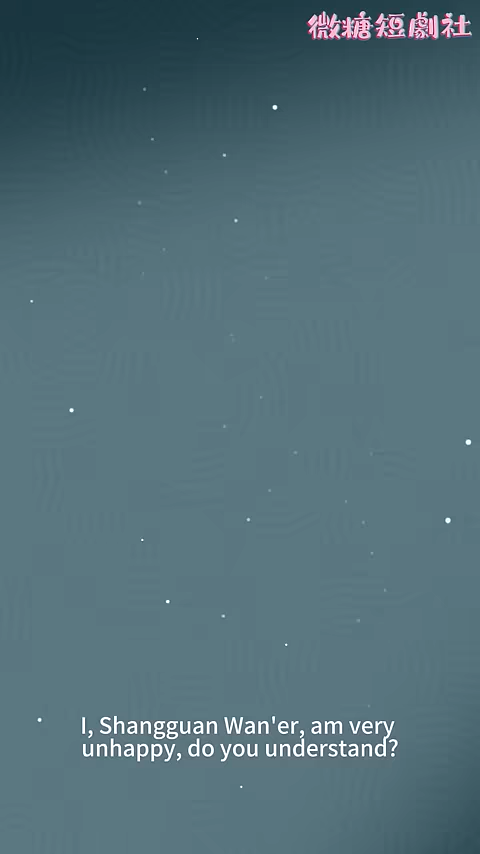 微糖短劇社
I, Shangguan Wan'er, am very
unhappy, do you understand?